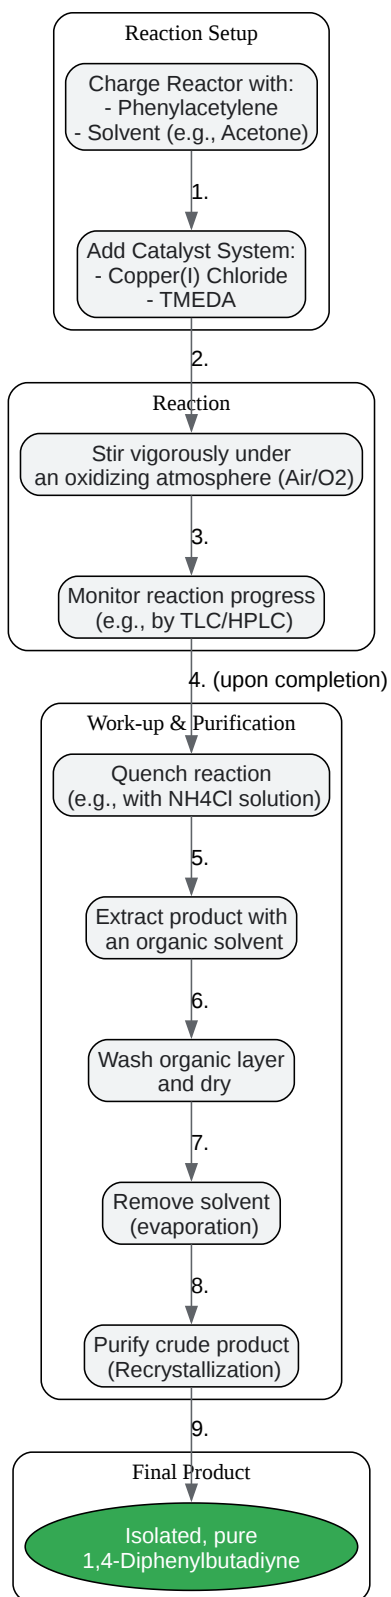 Reaction Setup
Charge Reactor with:
- Phenylacetylene
- Solvent (e.g., Acetone)
1.
Add Catalyst System:
- Copper(I) Chloride
- TMEDA
2.
Reaction
Stir vigorously under
an oxidizing atmosphere (Air/O2)
3.
Monitor reaction progress
(e.g., by TLC/HPLC)
4. (upon completion)
Work-up & Purification
Quench reaction
(e.g., with NH4Cl solution)
5.
Extract product with
an organic solvent
6.
Wash organic layer
and dry
7.
Remove solvent
(evaporation)
8.
Purify crude product
(Recrystallization)
9.
Final Product
Isolated, pure
1,4-Diphenylbutadiyne